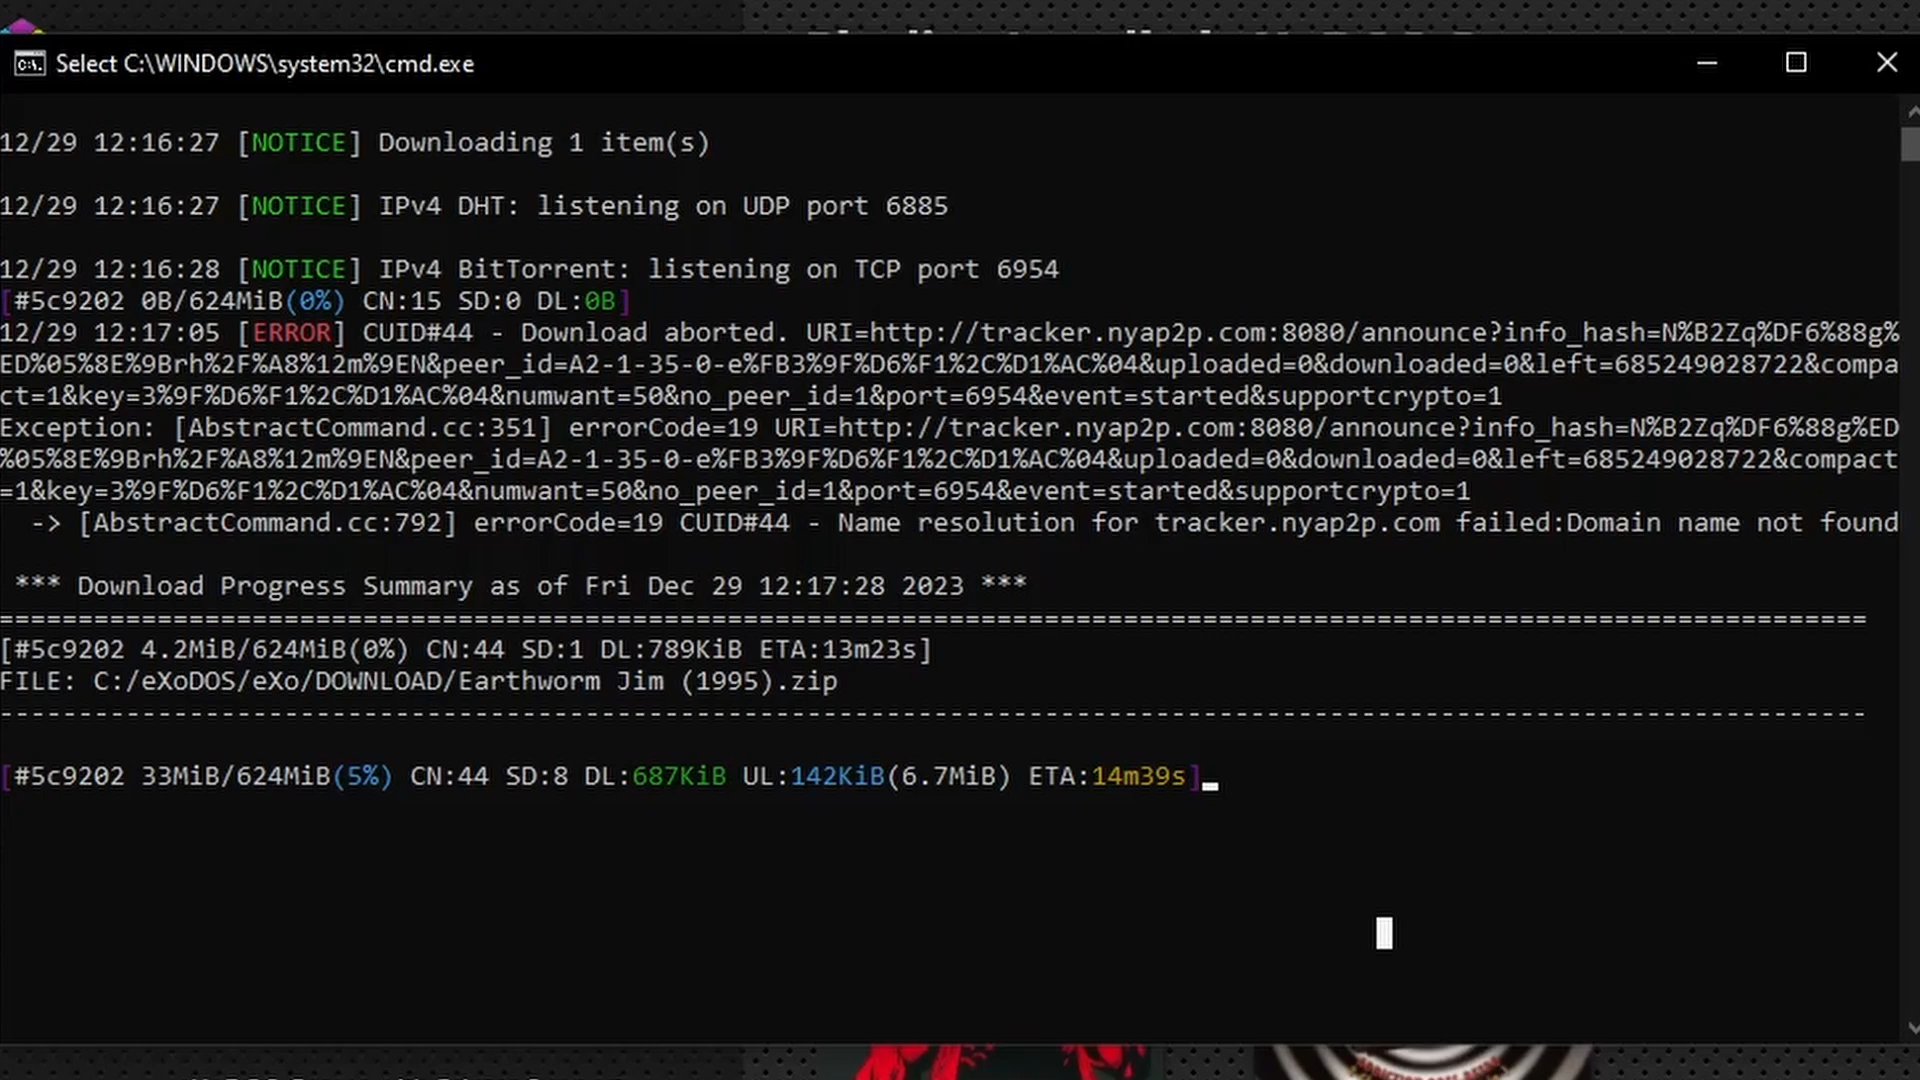 Select C:\WINDOWS\system32\cmd.exe
12/29 12:16:27 [NOTICE] Downloading 1 item(s)
12/29 12:16:27 [NOTICE] IPv4 DHT: listening on UDP port 6885
12/29 12:16:28 [NOTICE] IPv4 BitTorrent: listening on TCP port 6954
[#5c9202 0B/624MiB(0%) CN:15 SD:0 DL:0B]
12/29 12:17:05 [ERROR] CUID#44 - Download aborted. URI=http://tracker.nyap2p.com:8080/announce?info_hash=N%B2Zq%DF6%88g%
ED%05%8E%9Brh%2F%A8%12m%9EN&peer_id=A2-1-35-0-e%FB3%9F%D6%F1%2C%D1%AC%04&uploaded=0&downloaded=0&left=685249028722&compa
ct=1&key=3%9F%D6%F1%2C%D1%AC%04&numwant=50&no_peer_id=1&port=6954&event=started&supportcrypto=1
Exception: [AbstractCommand.cc:351] errorCode=19 URI=http://tracker.nyap2p.com:8080/announce?info_hash=N%B2Zq%DF6%88g%ED
%05%8E%9Brh%2F%A8%12m%9EN&peer_id=A2-1-35-0-e%FB3%9F%D6%F1%2C%D1%AC%04&uploaded=0&downloaded=0&left=685249028722&compact
=1&key=3%9F%D6%F1%2C%D1%AC%04&numwant=50&no_peer_id=1&port=6954&event=started&supportcrypto=1
-> [AbstractCommand.cc:792] errorCode=19 CUID#44 - Name resolution for tracker.nyap2p.com failed:Domain name not found
*** Download Progress Summary as of Fri Dec 29 12:17:28 2023 ***
[#5c9202 4.2MiB/624MiB(0%) CN:44 SD:1 DL:789KiB ETA:13m23s]
FILE: C:/eXoDOS/eXo/DOWNLOAD/Earthworm Jim (1995).zip
[#5c9202 33MiB/624MiB(5%) CN:44 SD:8 DL:687KiB UL:142KiB(6.7MiB) ETA:14m39s]